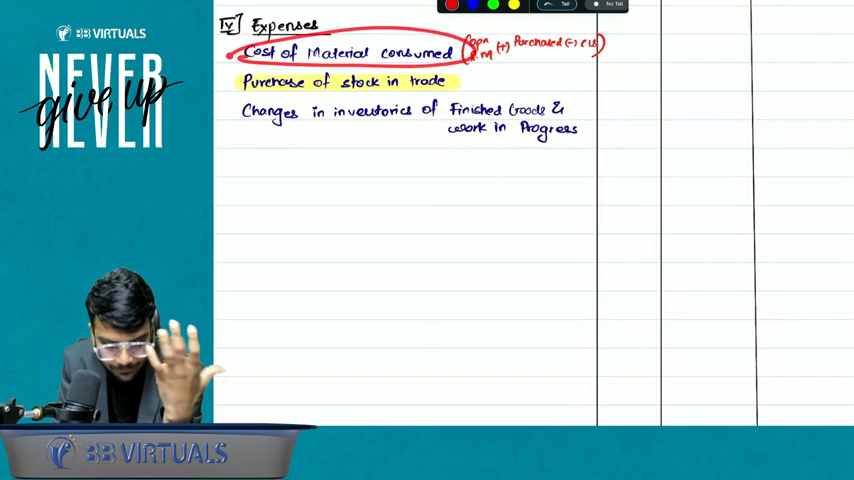 Tail
No Tail
BB VIRTUALS
NEVER
give up
NEVER
IV] Expenses
Cost of Material consumed (Opn R.M (+) Purchased (-) Cls)
Purchase of stock in trade
Changes in inventories of Finished Goods &
work in Progress
BB VIRTUALS